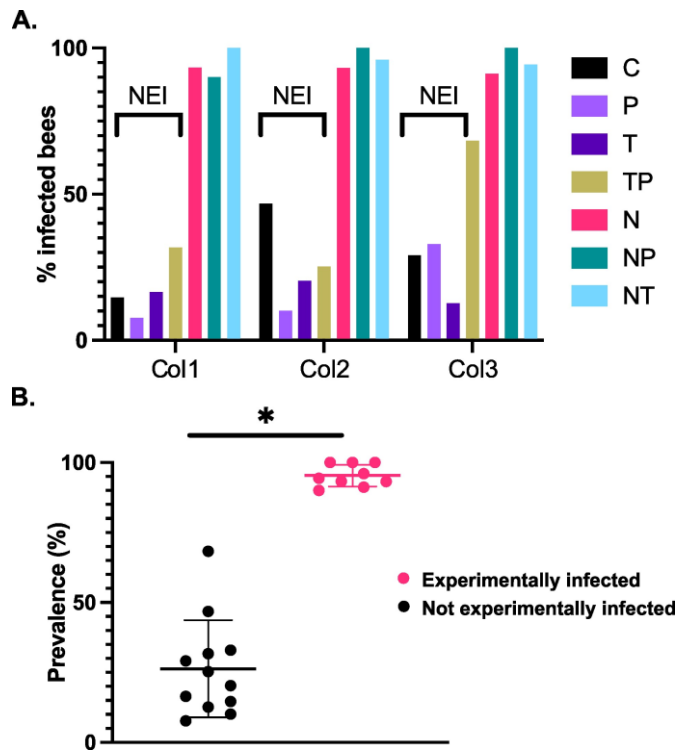 A.
% infected bees
100
50
0
NEI
NEI
NEI
Col1
Col2
Col3
C
P
T
TP
N
NP
NT
B.
*
Prevalence (%)
100
50
0
Experimentally infected
Not experimentally infected